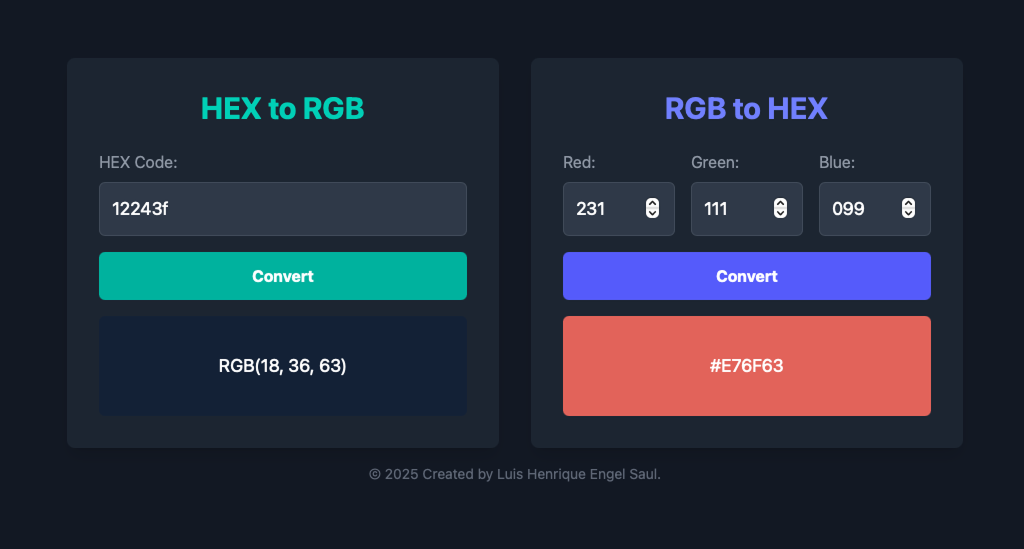 HEX to RGB
HEX Code:
12243f
Convert
RGB(18, 36, 63)
RGB to HEX
Red: Green: Blue:
231 111 099
Convert
#E76F63
© 2025 Created by Luis Henrique Engel Saul.